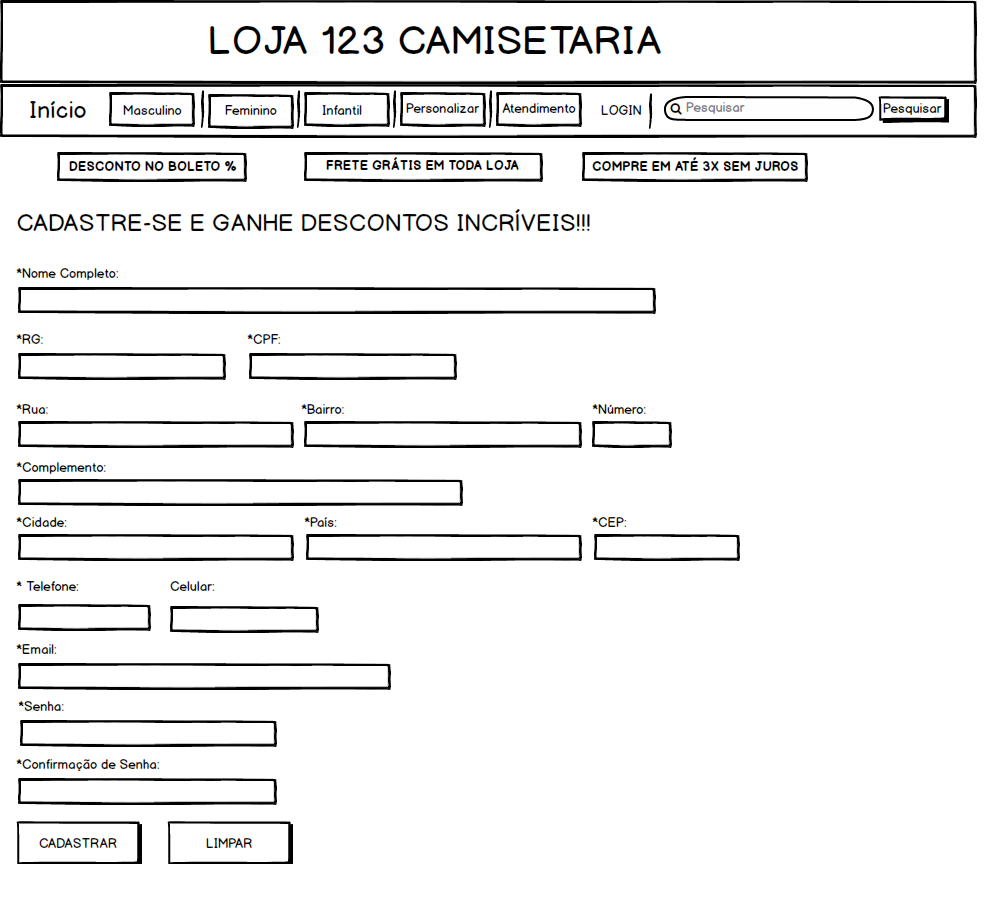 LOJA 123 CAMISETARIA
Início Masculino Feminino Infantil Personalizar Atendimento LOGIN Pesquisar Pesquisar
DESCONTO NO BOLETO % FRETE GRÁTIS EM TODA LOJA COMPRE EM ATÉ 3X SEM JUROS
CADASTRE-SE E GANHE DESCONTOS INCRÍVEIS!!!
*Nome Completo:
*RG: *CPF:
*Rua: *Bairro: *Número:
*Complemento:
*Cidade: *País: *CEP:
* Telefone: Celular:
*Email:
*Senha:
*Confirmação de Senha:
CADASTRAR LIMPAR